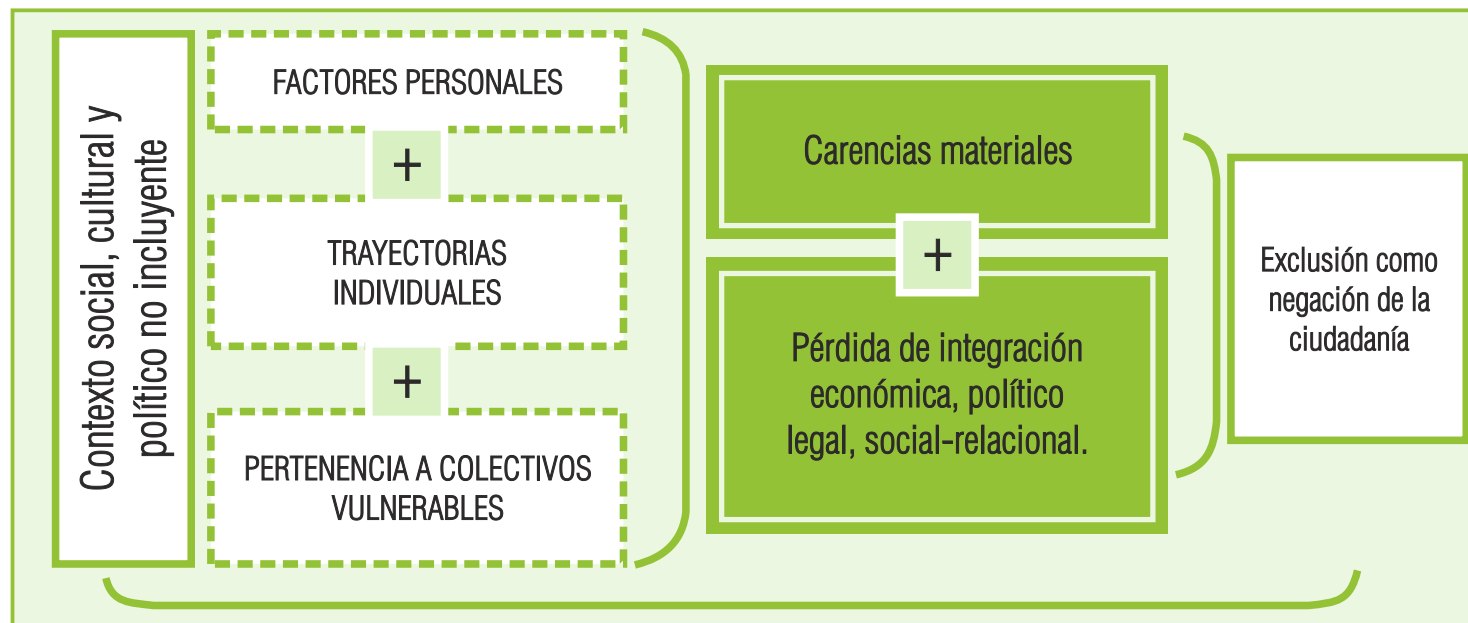 Contexto social, cultural y
político no incluyente
FACTORES PERSONALES
+
TRAYECTORIAS
INDIVIDUALES
+
PERTENENCIA A COLECTIVOS
VULNERABLES
Carencias materiales
+
Pérdida de integración
económica, político
legal, social-relacional.
Exclusión como
negación de la
ciudadanía